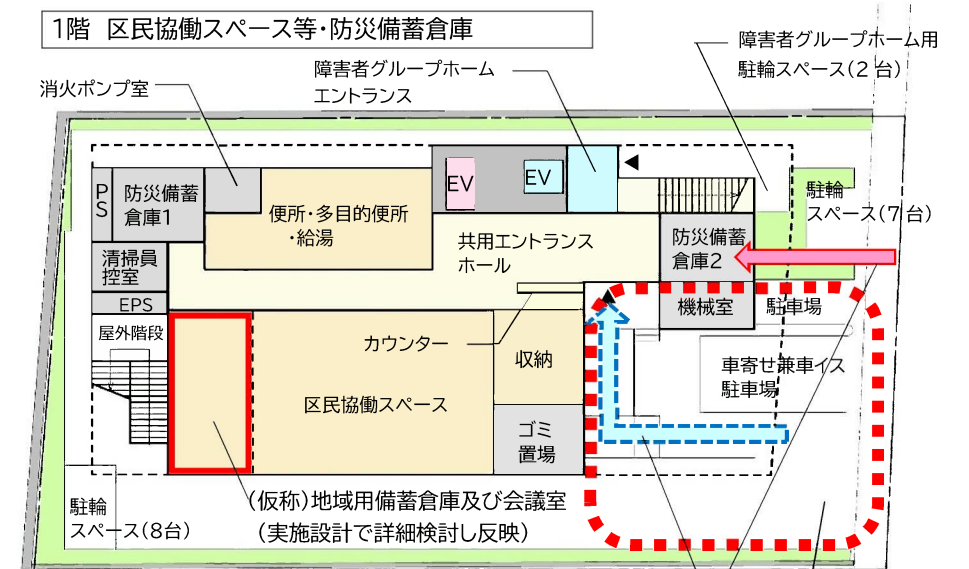 1階 区民協働スペース等・防災備蓄倉庫
障害者グループホーム用
駐輪スペース(2台)
障害者グループホーム
エントランス
消火ポンプ室
PS
防災備蓄
倉庫1
EV
EV
駐輪
スペース(7台)
便所・多目的便所
・給湯
共用エントランス
ホール
防災備蓄
倉庫2
清掃員
控室
EPS
機械室
駐車場
屋外階段
カウンター
収納
車寄せ兼車イス
駐車場
区民協働スペース
ゴミ
置場
(仮称)地域用備蓄倉庫及び会議室
(実施設計で詳細検討し反映)
駐輪
スペース(8台)